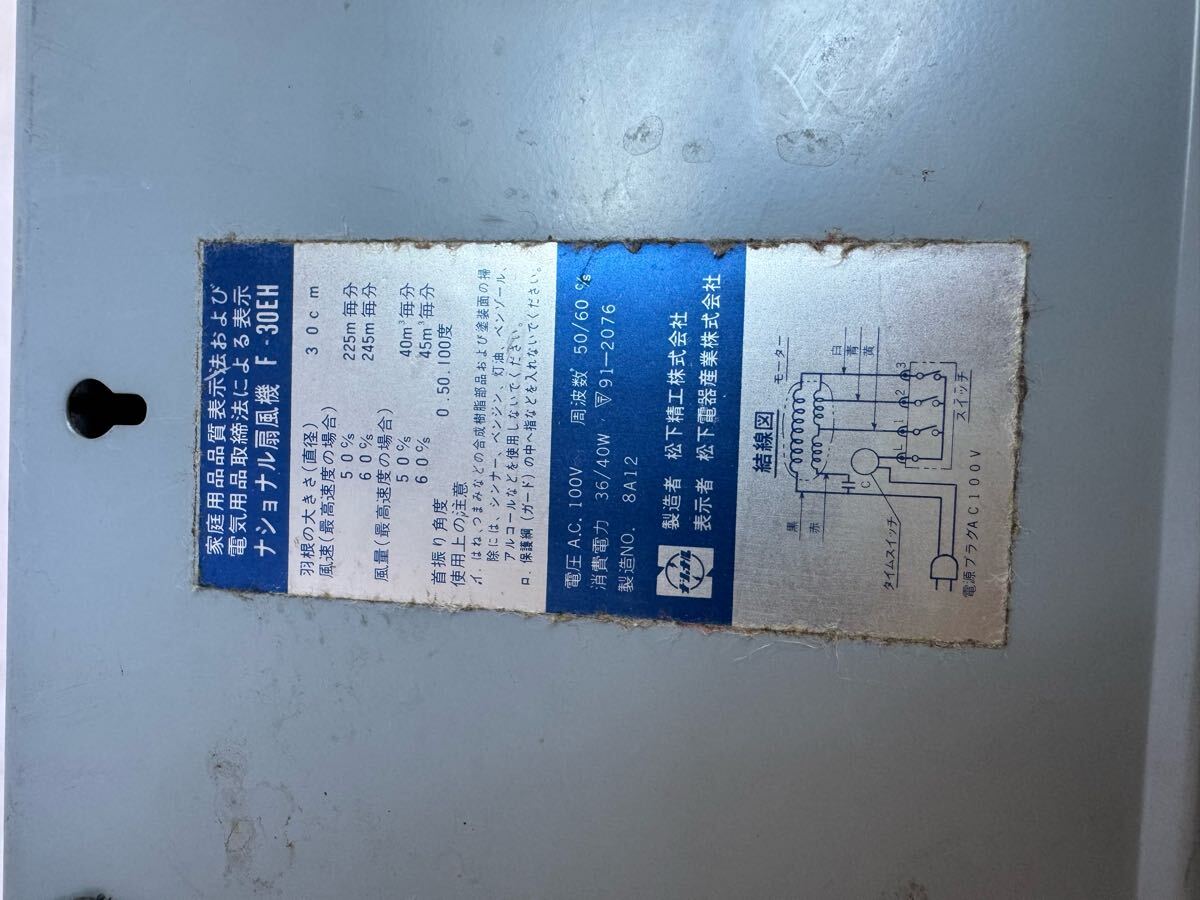 家庭用品品質表示法および
電気用品取締法による表示
ナショナル扇風機 F-30EH
羽根の大きさ(直径) 30cm
風速(最高速度の場合)
50% 225m毎分
60% 245m毎分
風量(最高速度の場合)
50% 40m³毎分
60% 45m³毎分
首振り角度 0.50.100度
使用上の注意
イ.はね、つまみなどの合成樹脂部品および塗装面の掃
除には、シンナー、ベンジン、灯油、ベンゾール、
アルコールなどを使用しないでください。
ロ.保護網(ガード)の中へ指などを入れないでください。
電圧 A.C. 100V 周波数 50/60 %
消費電力 36/40W 91-2076
製造NO. 8A12
ナショナル
製造者 松下精工株式会社
表示者 松下電器産業株式会社
結線図
モーター
白
青
黄
黒
赤
C
3
2
1
スイッチ
タイムスイッチ
電源プラグAC100V